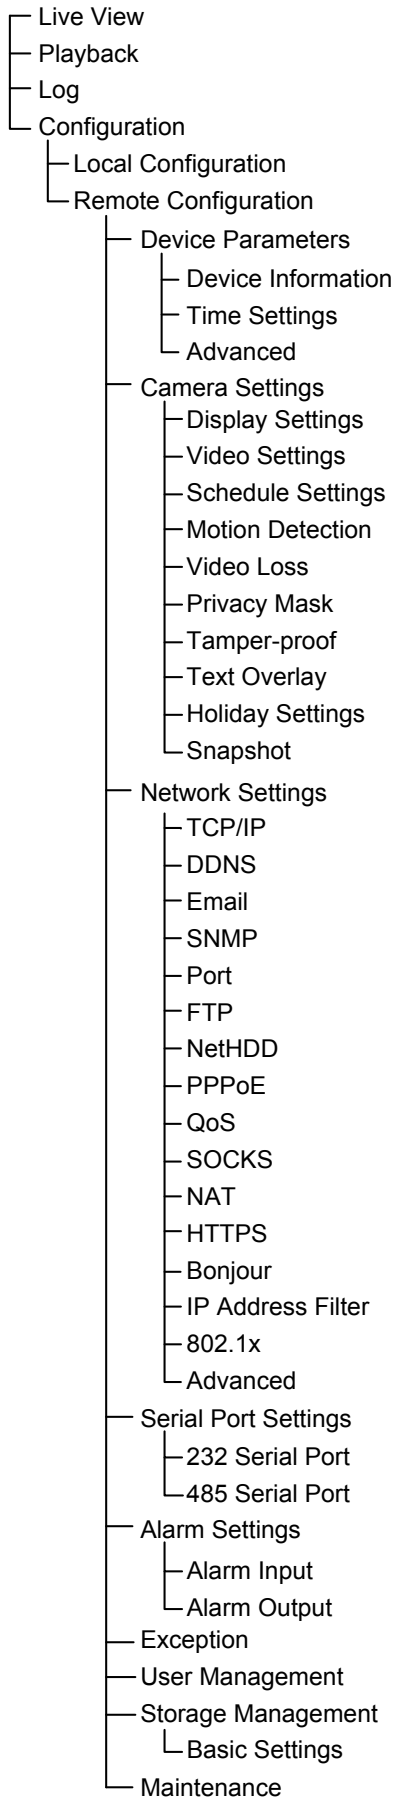 Live View
Playback
Log
Configuration
Local Configuration
Remote Configuration
Device Parameters
Device Information
Time Settings
Advanced
Camera Settings
Display Settings
Video Settings
Schedule Settings
Motion Detection
Video Loss
Privacy Mask
Tamper-proof
Text Overlay
Holiday Settings
Snapshot
Network Settings
TCP/IP
DDNS
Email
SNMP
Port
FTP
NetHDD
PPPoE
QoS
SOCKS
NAT
HTTPS
Bonjour
IP Address Filter
802.1x
Advanced
Serial Port Settings
232 Serial Port
485 Serial Port
Alarm Settings
Alarm Input
Alarm Output
Exception
User Management
Storage Management
Basic Settings
Maintenance